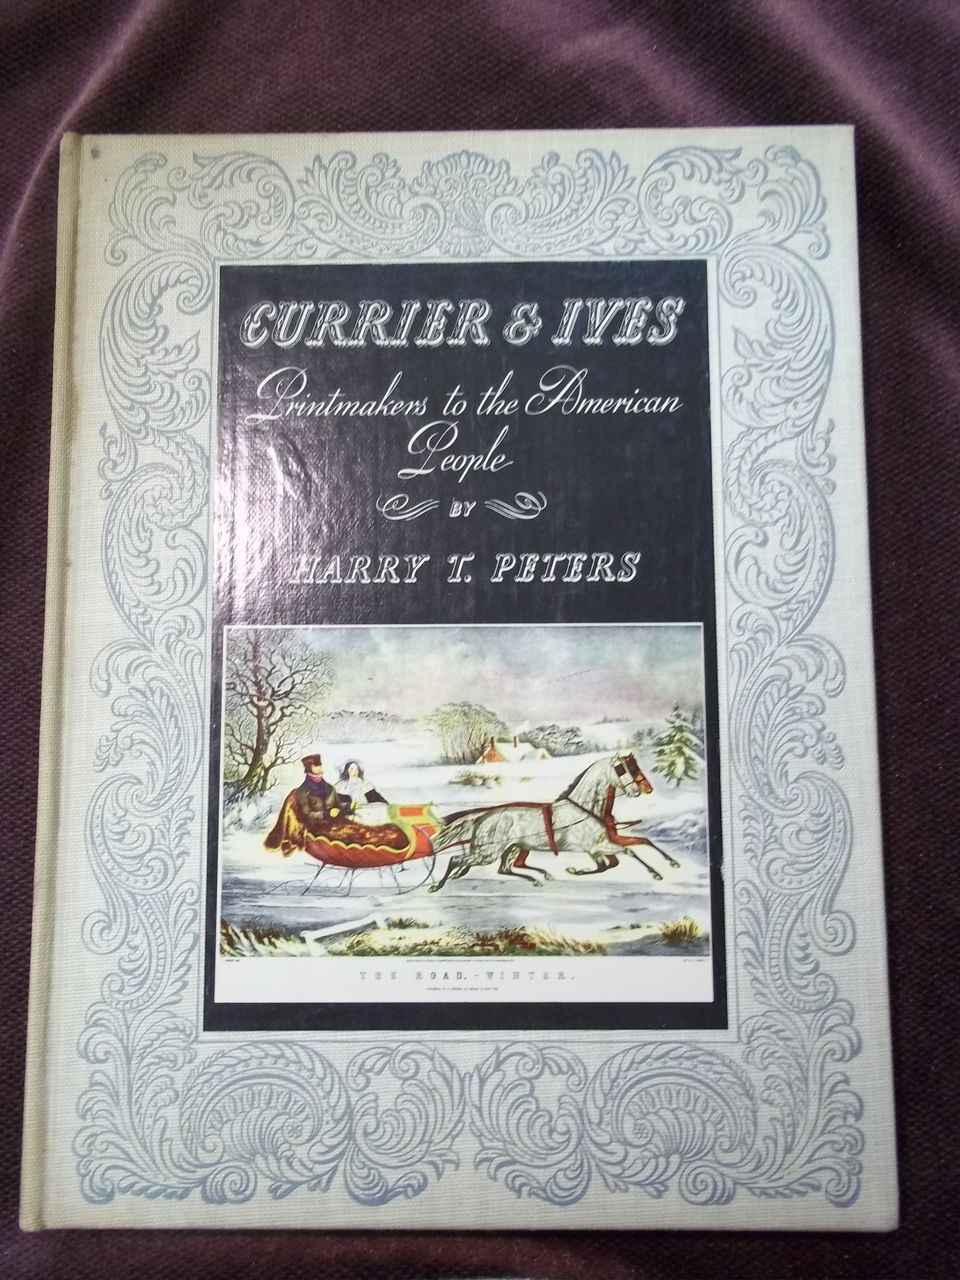 CURRIER & IVES
Printmakers to the American
People
BY
HARRY T. PETERS
THE ROAD,-WINTER.